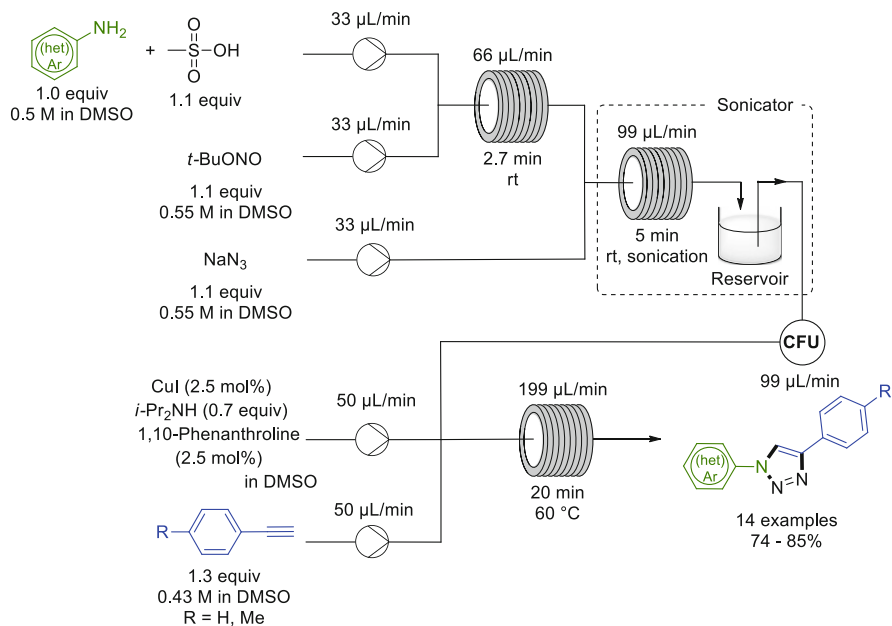 (het)
Ar
NH2
+
O
S
OH
O
1.0 equiv
0.5 M in DMSO
1.1 equiv
33 µL/min
66 µL/min
33 µL/min
t-BuONO
1.1 equiv
0.55 M in DMSO
2.7 min
rt
Sonicator
99 µL/min
5 min
rt, sonication
Reservoir
33 µL/min
NaN3
1.1 equiv
0.55 M in DMSO
CFU
99 µL/min
CuI (2.5 mol%)
i-Pr2NH (0.7 equiv)
1,10-Phenanthroline
(2.5 mol%)
in DMSO
50 µL/min
199 µL/min
20 min
60 °C
R
(het)
Ar
N
N
N
14 examples
74 - 85%
50 µL/min
R
1.3 equiv
0.43 M in DMSO
R = H, Me